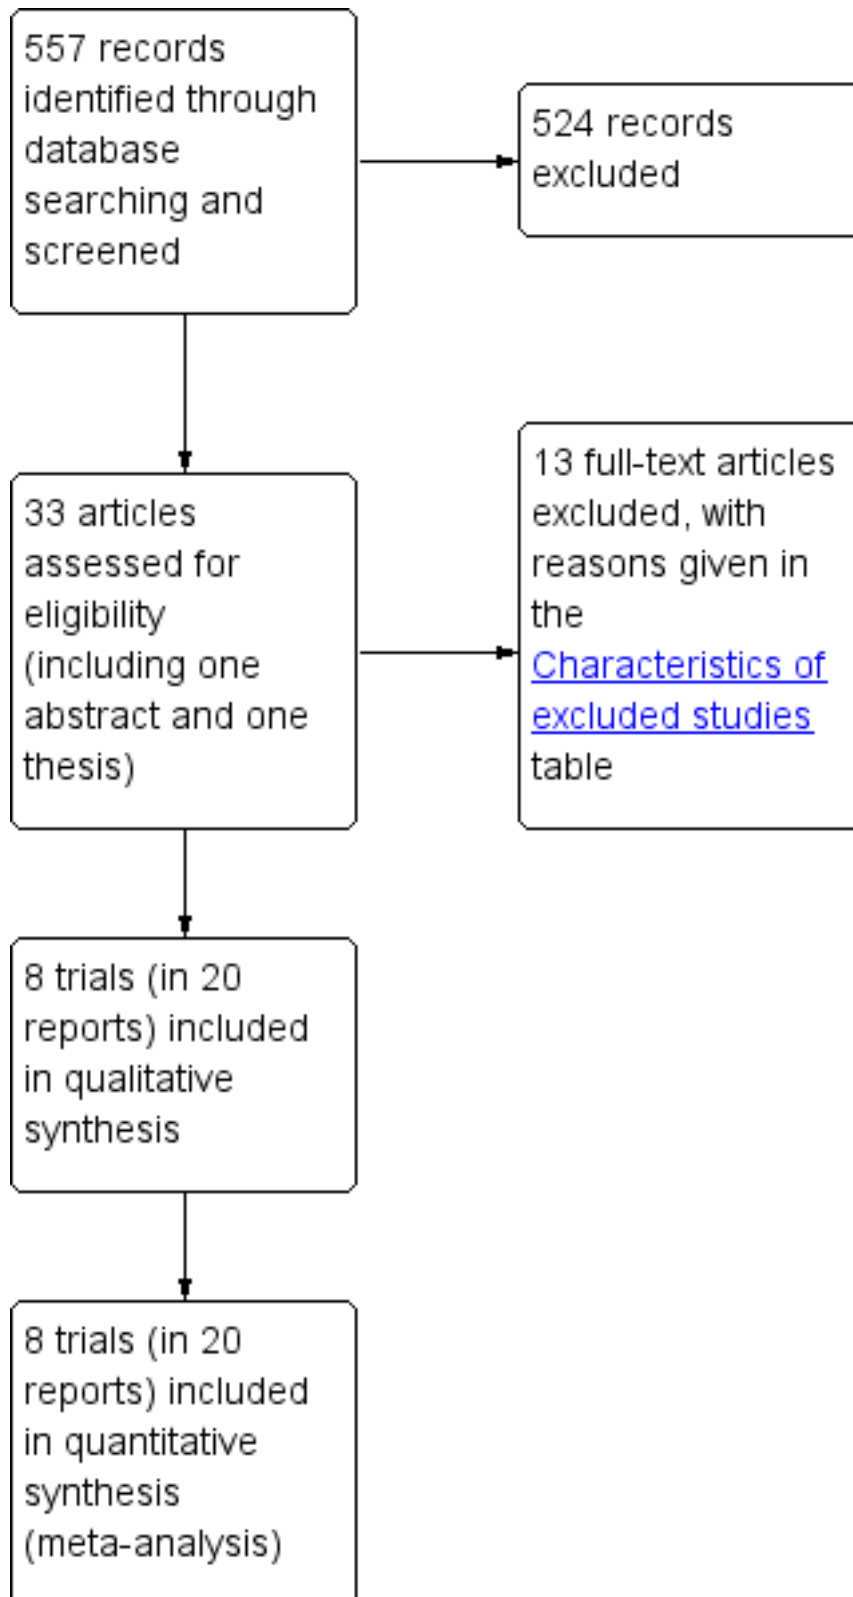 557 records
identified through
database
searching and
screened
524 records
excluded
33 articles
assessed for
eligibility
(including one
abstract and one
thesis)
13 full-text articles
excluded, with
reasons given in
the
Characteristics of
excluded studies
table
8 trials (in 20
reports) included
in qualitative
synthesis
8 trials (in 20
reports) included
in quantitative
synthesis
(meta-analysis)